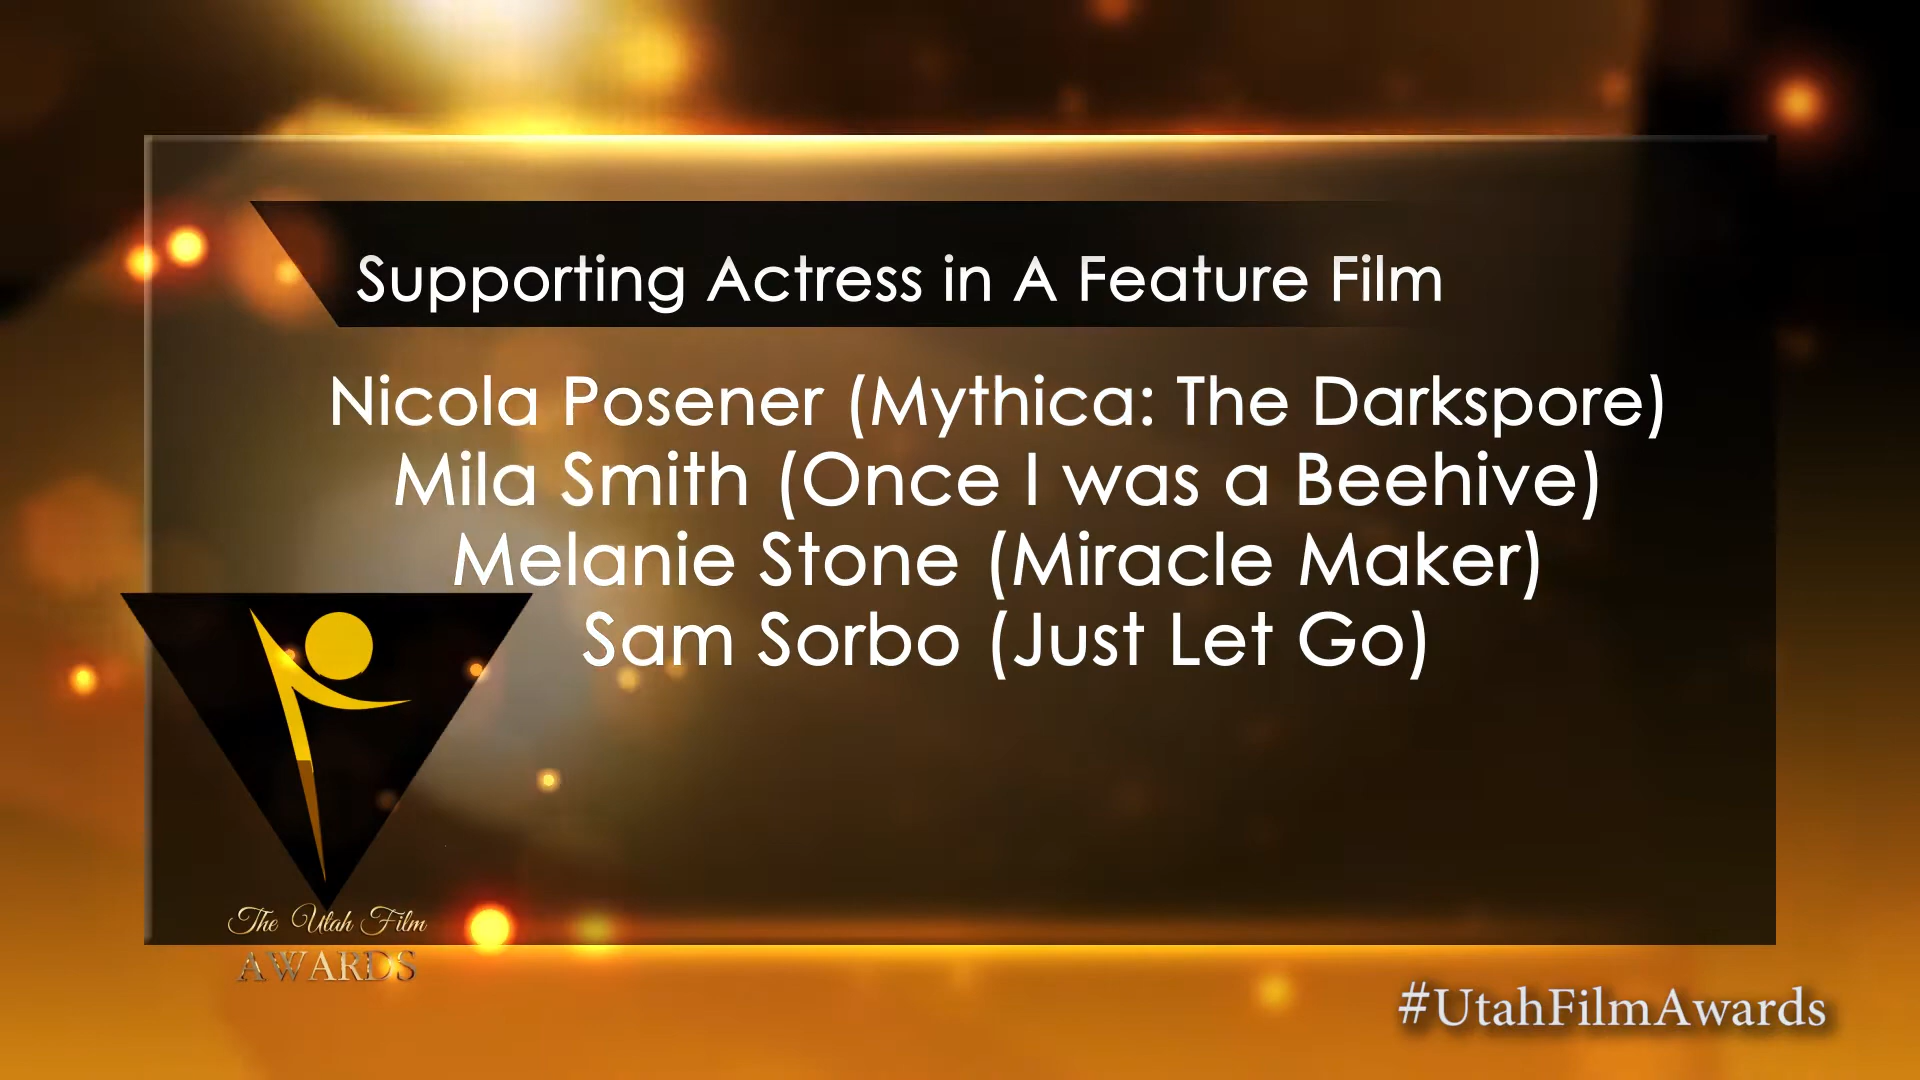 Supporting Actress in A Feature Film
Nicola Posener (Mythica: The Darkspore)
Mila Smith (Once I was a Beehive)
Melanie Stone (Miracle Maker)
Sam Sorbo (Just Let Go)
The Utah Film
AWARDS
#UtahFilmAwards